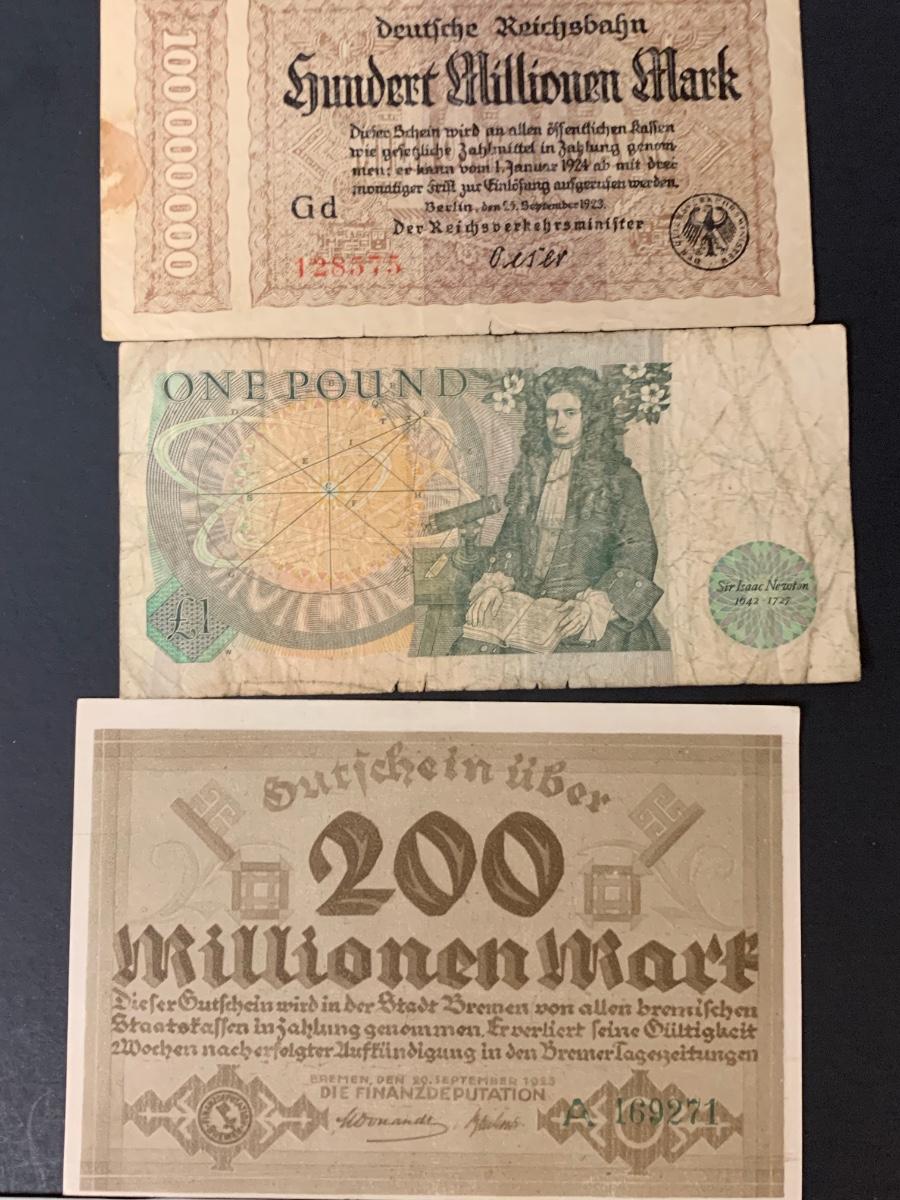 100000000
Deutsche Reichsbahn
Hundert Millionen Mark
Dieser Schein wird an allen öffentlichen Kassen
wie gesetzliche Zahlmittel in Zahlung genom-
men; er kann vom 1. Januar 1924 ab mit drei
monatiger Frist zur Einlösung aufgerufen werden.
Berlin, den 25. September 1923.
Gd
Der Reichsverkehrsminister
128575
Oeser
ONE POUND
£1
Sir Isaac Newton
1642-1727
Gutschein über
200
Millionen Mark
Dieser Gutschein wird in der Stadt Bremen von allen bremischen
Staatskassen in Zahlung genommen. Er verliert seine Gültigkeit
2 Wochen nach erfolgter Aufkündigung in den Bremer Tageszeitungen
BREMEN, DEN 20. SEPTEMBER 1923
DIE FINANZDEPUTATION
A 169271